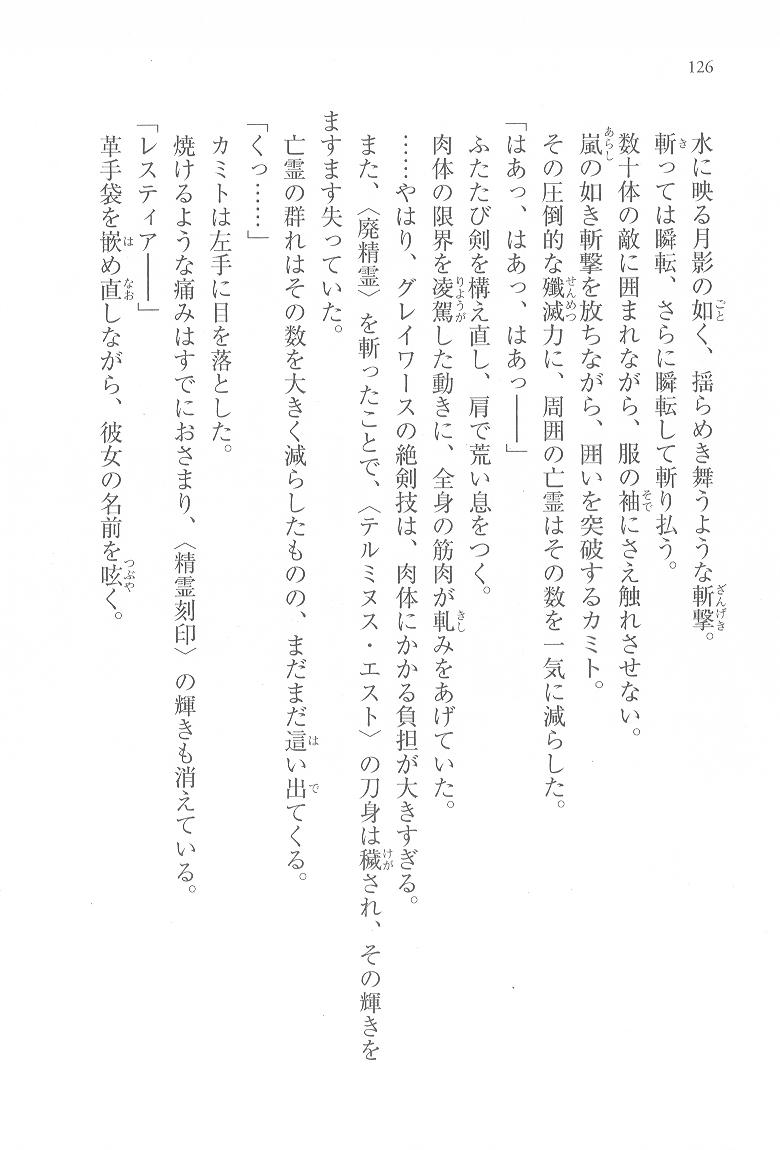 126
水に映る月影の如く、揺らめき舞うような斬撃。
斬っては瞬転、さらに瞬転して斬り払う。
数十体の敵に囲まれながら、服の袖にさえ触れさせない。
嵐の如き斬撃を放ちながら、囲いを突破するカミト。
その圧倒的な殲滅力に、周囲の亡霊はその数を一気に減らした。
「はあっ、はあっ、はあっ――」
ふたたび剣を構え直し、肩で荒い息をつく。
肉体の限界を凌駕した動きに、全身の筋肉が軋みをあげていた。
……やはり、グレイワースの絶剣技は、肉体にかかる負担が大きすぎる。
また、〈廃精霊〉を斬ったことで、〈テルミヌス・エスト〉の刀身は穢され、その輝きを
ますます失っていた。
亡霊の群れはその数を大きく減らしたものの、まだまだ這い出てくる。
「くっ……」
カミトは左手に目を落とした。
焼けるような痛みはすでにおさまり、〈精霊刻印〉の輝きも消えている。
「レスティア――」
革手袋を嵌め直しながら、彼女の名前を呟く。